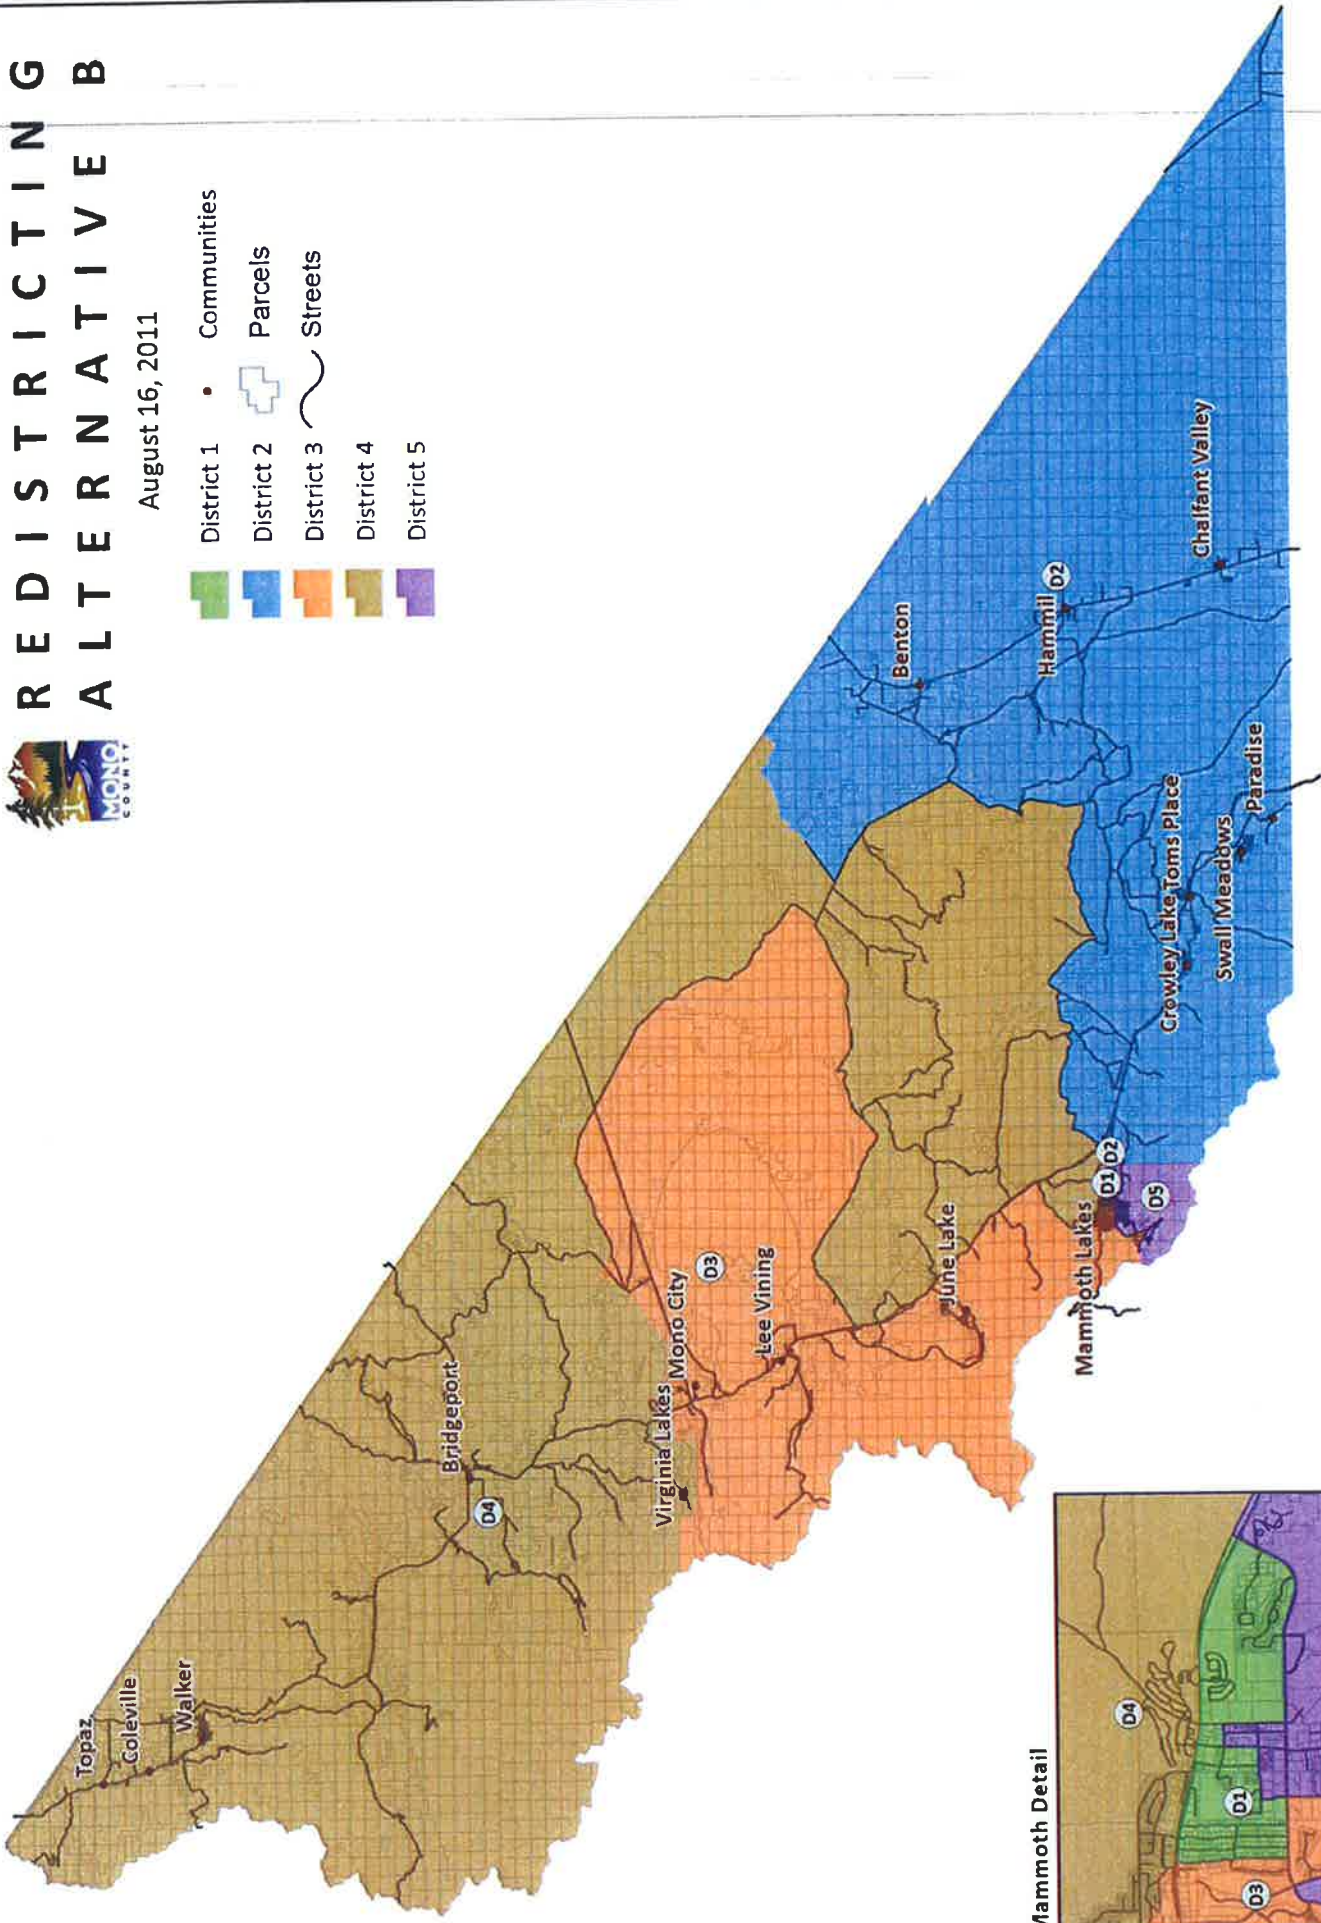 REDISTRICTING
ALTERNATIVE B
MONO
COUNTY
August 16, 2011
District 1
District 2
District 3
District 4
District 5
Communities
Parcels
Streets
Topaz
Coleville
Walker
Bridgeport
D4
Virginia Lakes
Mono City
D3
Lee Vining
June Lake
Mammoth Lakes
D1
D2
D5
Benton
Hammil
D2
Chalfant Valley
Crowley Lake
Toms Place
Swall Meadows
Paradise
Mammoth Detail
D4
D1
D3